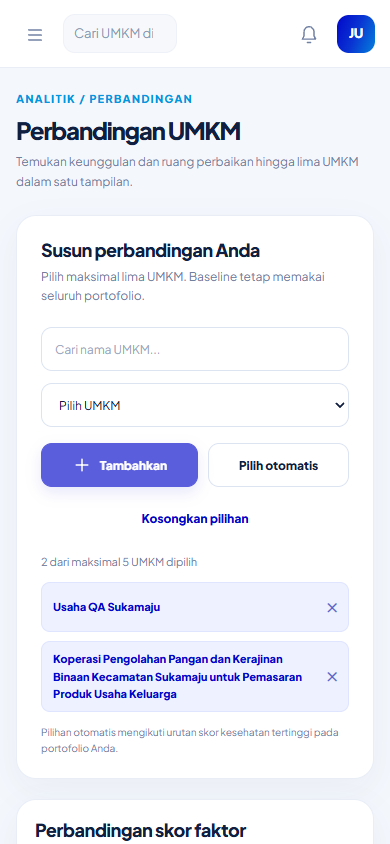 Cari UMKM di
JU
ANALITIK / PERBANDINGAN
Perbandingan UMKM
Temukan keunggulan dan ruang perbaikan hingga lima UMKM
dalam satu tampilan.
Susun perbandingan Anda
Pilih maksimal lima UMKM. Baseline tetap memakai
seluruh portofolio.
Cari nama UMKM...
Pilih UMKM
Tambahkan
Pilih otomatis
Kosongkan pilihan
2 dari maksimal 5 UMKM dipilih
Usaha QA Sukamaju
Koperasi Pengolahan Pangan dan Kerajinan
Binaan Kecamatan Sukamaju untuk Pemasaran
Produk Usaha Keluarga
Pilihan otomatis mengikuti urutan skor kesehatan tertinggi pada
portofolio Anda.
Perbandingan skor faktor